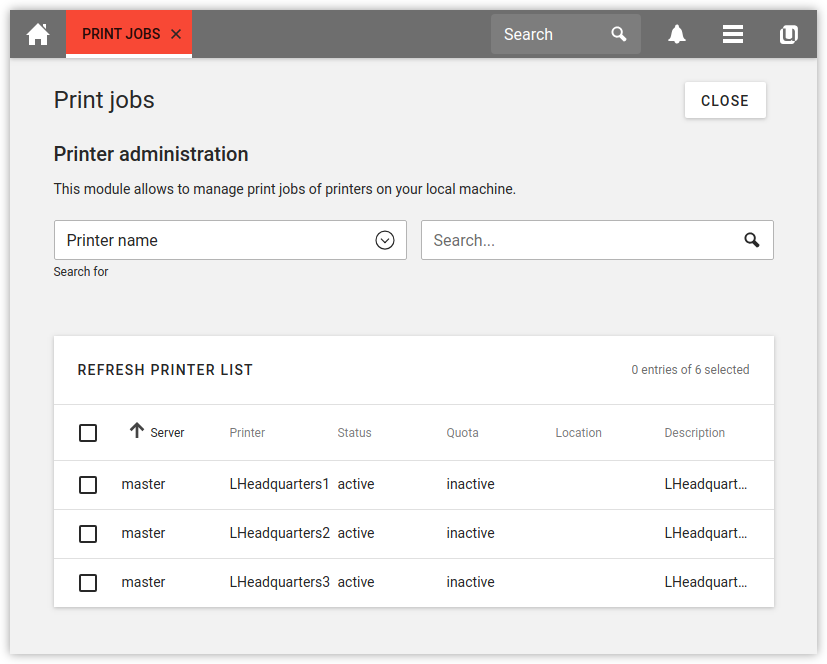 PRINT JOBS
Search
Print jobs
CLOSE
Printer administration
This module allows to manage print jobs of printers on your local machine.
Printer name
Search...
Search for
REFRESH PRINTER LIST
0 entries of 6 selected
Server Printer Status Quota Location Description
master LHeadquarters1 active inactive LHeadquart...
master LHeadquarters2 active inactive LHeadquart...
master LHeadquarters3 active inactive LHeadquart...